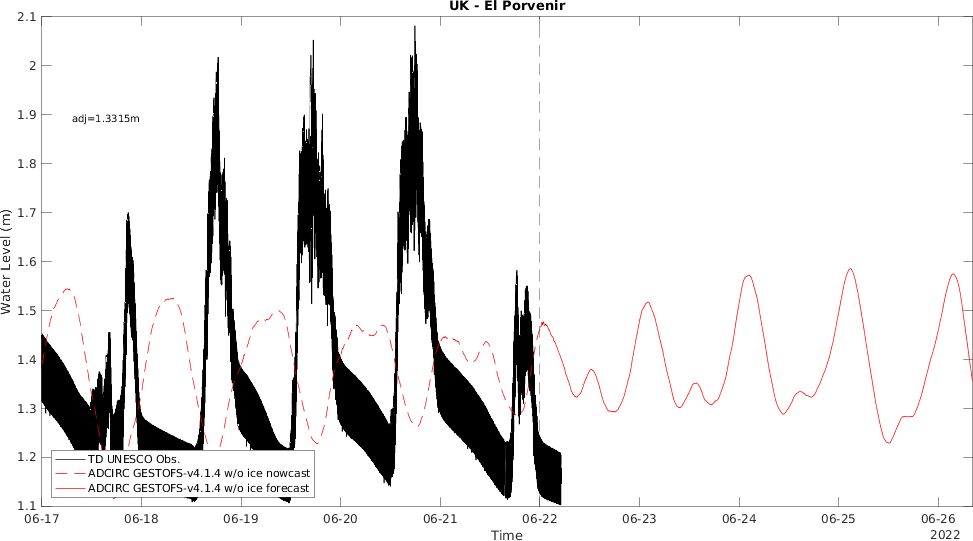 UK - El Porvenir
2.1
2
1.9
1.8
1.7
1.6
1.5
1.4
1.3
1.2
1.1
Water Level (m)
adj=1.3315m
TD UNESCO Obs.
ADCIRC GESTOFS-v4.1.4 w/o ice nowcast
ADCIRC GESTOFS-v4.1.4 w/o ice forecast
06-17 06-18 06-19 06-20 06-21 06-22 06-23 06-24 06-25 06-26
2022
Time